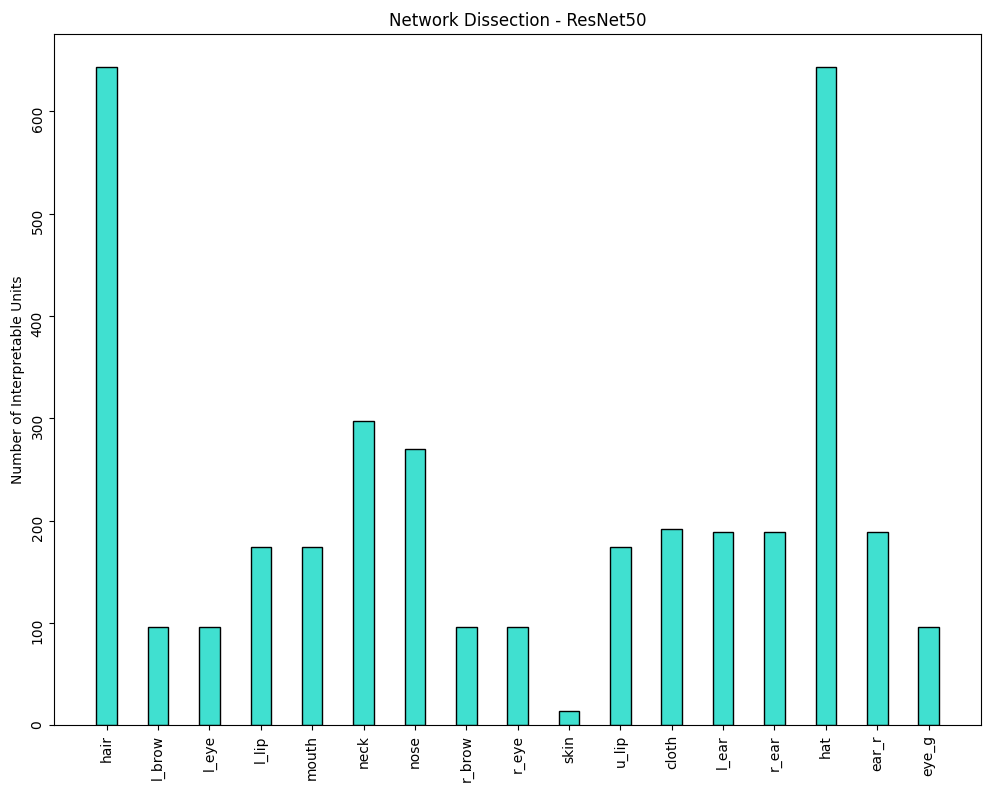 Network Dissection - ResNet50
Number of Interpretable Units
600
500
400
300
200
100
0
hair
l_brow
l_eye
l_lip
mouth
neck
nose
r_brow
r_eye
skin
u_lip
cloth
l_ear
r_ear
hat
ear_r
eye_g